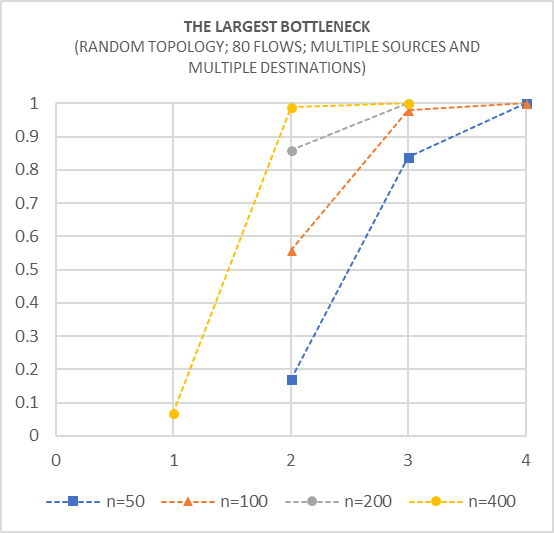 THE LARGEST BOTTLENECK
(RANDOM TOPOLOGY; 80 FLOWS; MULTIPLE SOURCES AND
MULTIPLE DESTINATIONS)
1
0.9
0.8
0.7
0.6
0.5
0.4
0.3
0.2
0.1
0
0 1 2 3 4
n=50 n=100 n=200 n=400